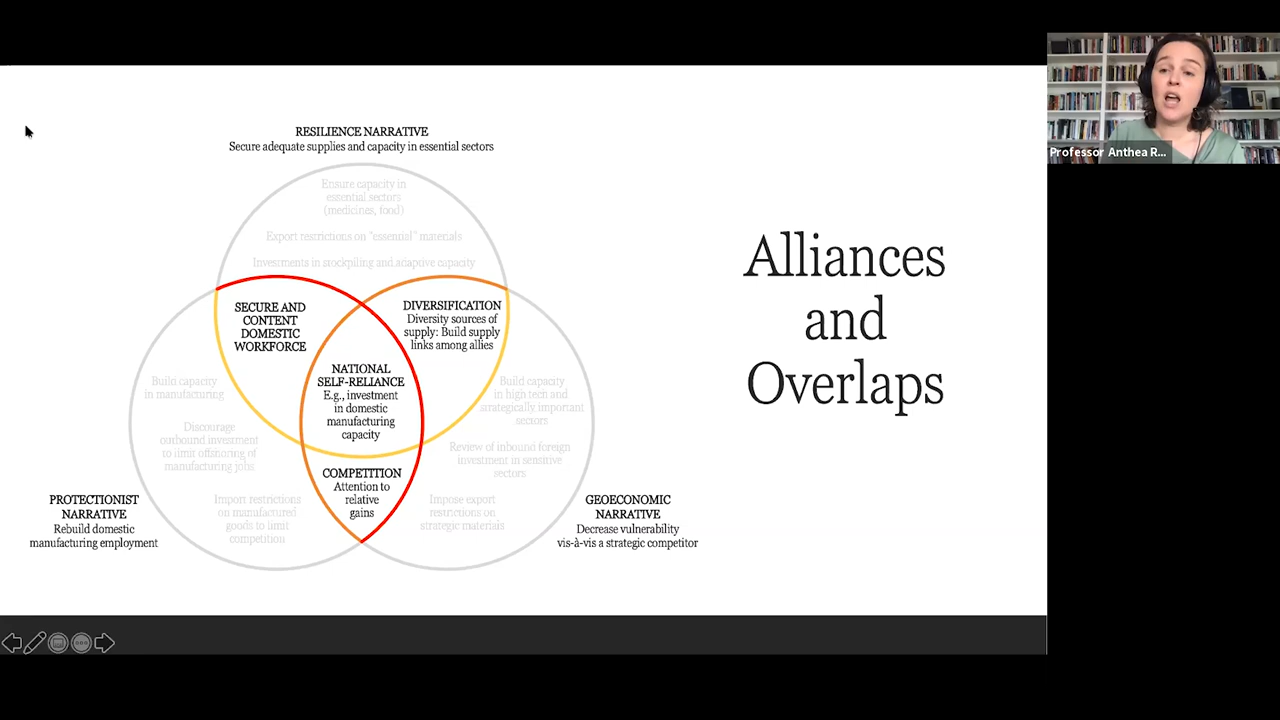 RESILIENCE NARRATIVE
Secure adequate supplies and capacity in essential sectors
Ensure capacity in
essential sectors
(medicines, food)
Export restrictions on "essential" materials
Investments in stockpiling and adaptive capacity
SECURE AND
CONTENT
DOMESTIC
WORKFORCE
DIVERSIFICATION
Diversity sources of
supply: Build supply
links among allies
NATIONAL
SELF-RELIANCE
E.g., investment
in domestic
manufacturing
capacity
Build capacity
in manufacturing
Discourage
outbound investment
to limit offshoring of
manufacturing jobs
Import restrictions
on manufactured
goods to limit
competition
COMPETITION
Attention to
relative
gains
Build capacity
in high tech and
strategically important
sectors
Review of inbound foreign
investment in sensitive
sectors
Impose export
restrictions on
strategic materials
PROTECTIONIST
NARRATIVE
Rebuild domestic
manufacturing employment
GEOECONOMIC
NARRATIVE
Decrease vulnerability
vis-à-vis a strategic competitor
Alliances
and
Overlaps
Professor Anthea R...